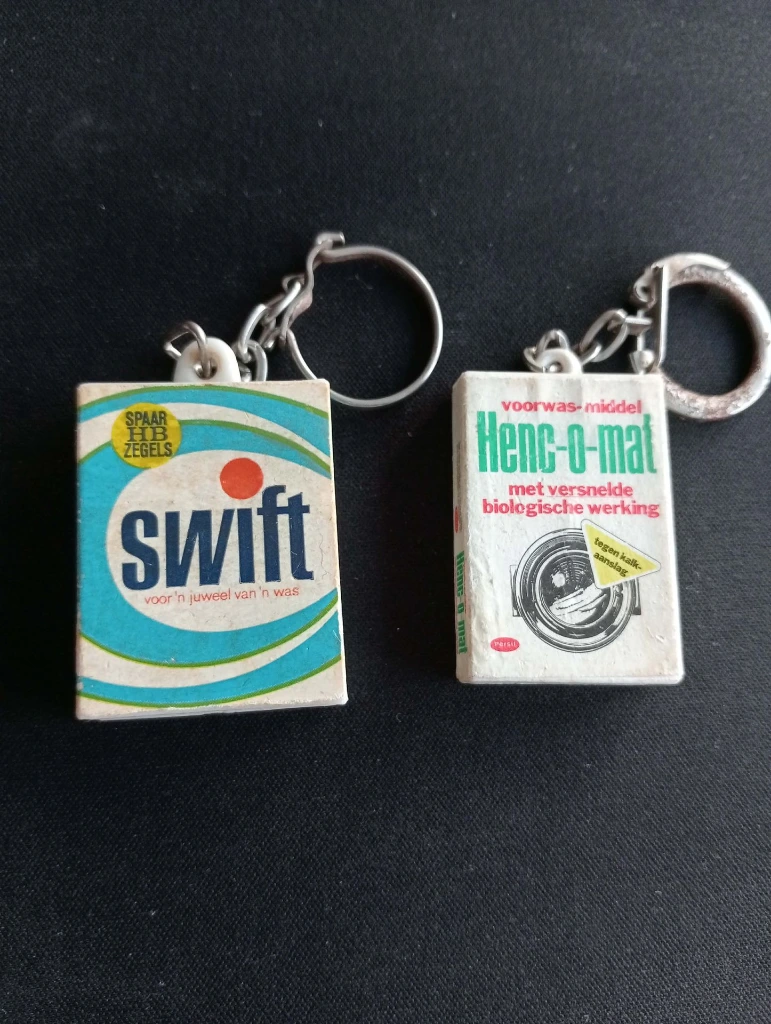 SPAAR
HB
ZEGELS
swift
voor 'n juweel van 'n was
voorwas-middel
Henc-o-mat
met versnelde
biologische werking
tegen kalk-
aanslag
Persil
Henc-o-mat